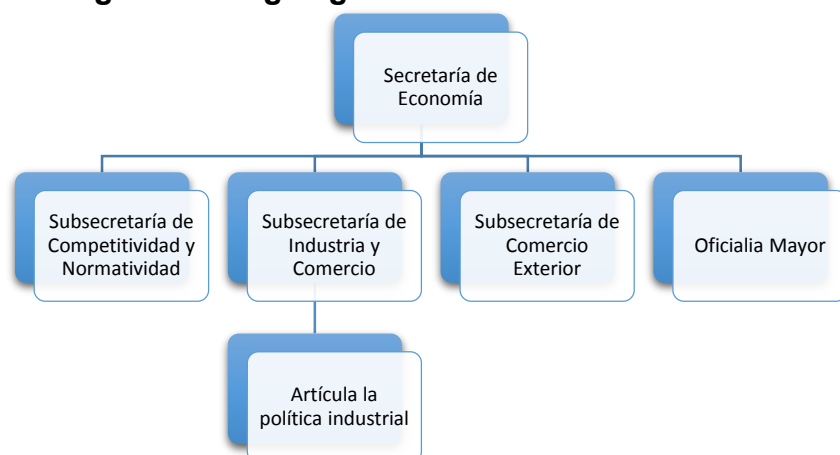 Secretaría de
Economía
Subsecretaría de
Competitividad y
Normatividad
Subsecretaría de
Industria y
Comercio
Subsecretaría de
Comercio
Exterior
Oficialia Mayor
Artícula la
política industrial